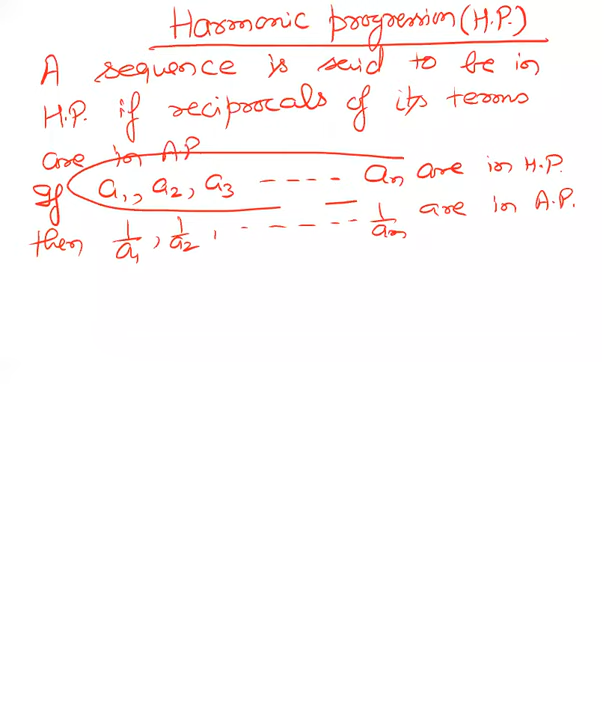 Harmonic progression (H.P.)
A sequence is said to be in
H.P. if reciprocals of its terms
are in A.P
If a₁, a₂, a₃ ---- aₙ are in H.P.
then 1/a₁, 1/a₂, ------ 1/aₙ are in A.P.